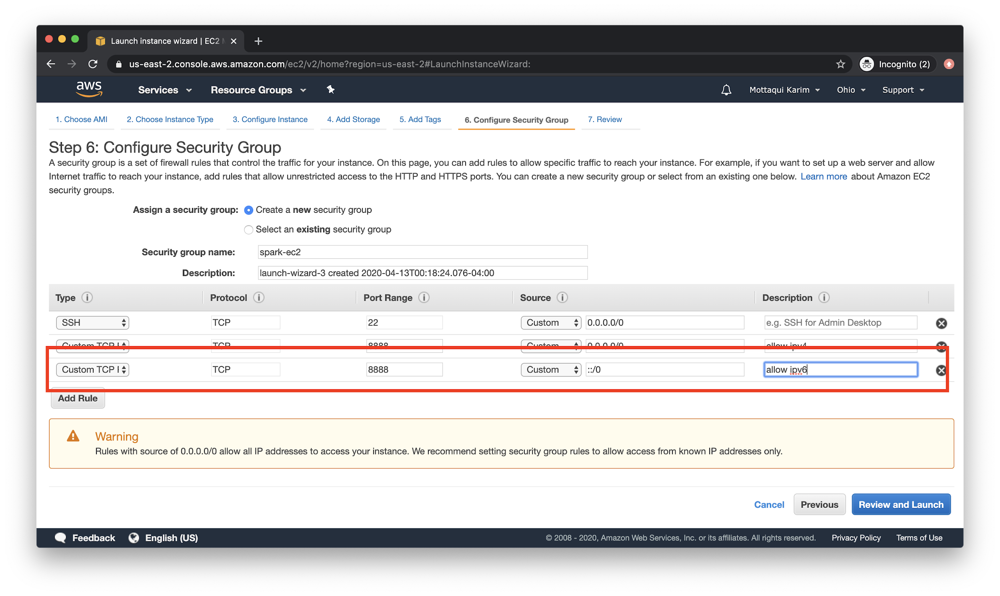 Launch instance wizard | EC2
us-east-2.console.aws.amazon.com/ec2/v2/home?region=us-east-2#LaunchInstanceWizard:
Incognito (2)
aws
Services
Resource Groups
Mottaqui Karim
Ohio
Support
1. Choose AMI
2. Choose Instance Type
3. Configure Instance
4. Add Storage
5. Add Tags
6. Configure Security Group
7. Review
Step 6: Configure Security Group
A security group is a set of firewall rules that control the traffic for your instance. On this page, you can add rules to allow specific traffic to reach your instance. For example, if you want to set up a web server and allow
Internet traffic to reach your instance, add rules that allow unrestricted access to the HTTP and HTTPS ports. You can create a new security group or select from an existing one below. Learn more about Amazon EC2
security groups.
Assign a security group: Create a new security group
Select an existing security group
Security group name: spark-ec2
Description: launch-wizard-3 created 2020-04-13T00:18:24.076-04:00
Type Protocol Port Range Source Description
SSH TCP 22 Custom 0.0.0.0/0 e.g. SSH for Admin Desktop
Custom TCP TCP 8888 Custom 0.0.0.0/0 allow ipv4
Custom TCP TCP 8888 Custom ::/0 allow ipv6
Add Rule
Warning
Rules with source of 0.0.0.0/0 allow all IP addresses to access your instance. We recommend setting security group rules to allow access from known IP addresses only.
Cancel
Previous
Review and Launch
Feedback
English (US)
© 2008 - 2020, Amazon Web Services, Inc. or its affiliates. All rights reserved.
Privacy Policy
Terms of Use